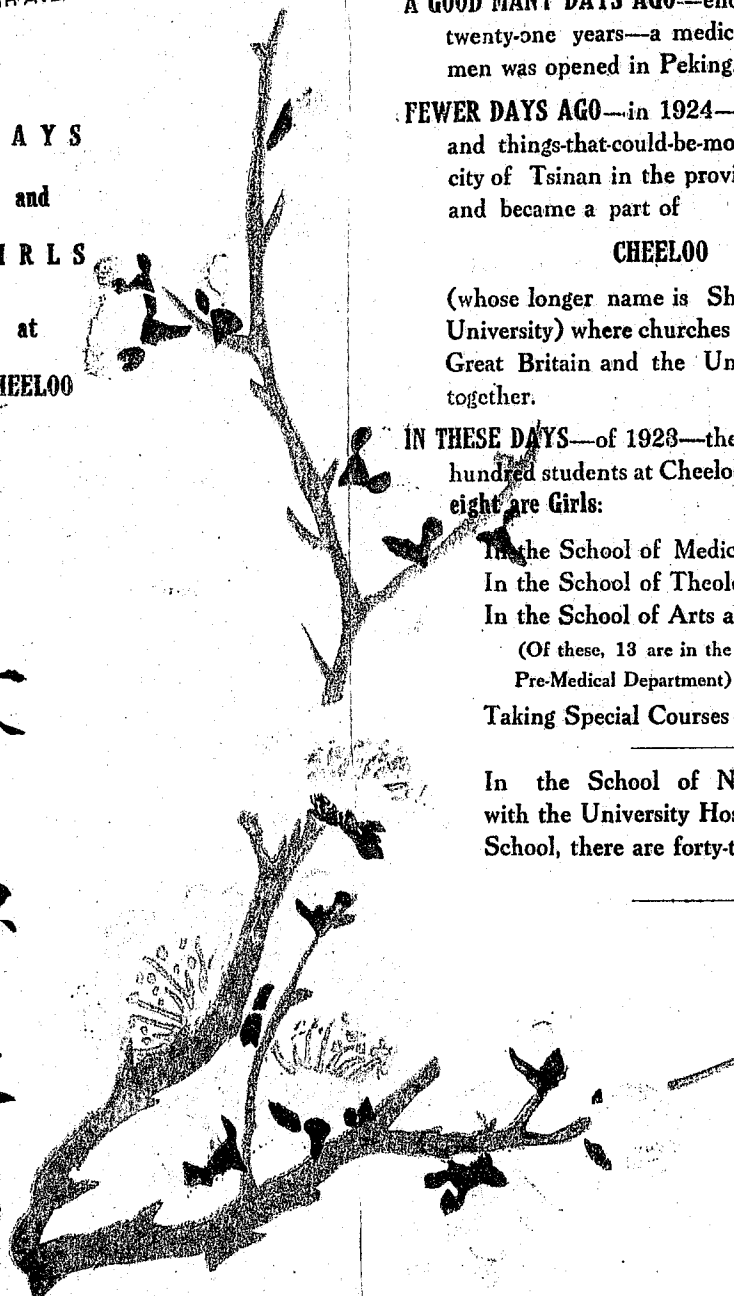 A Y S
and
I R L S
at
HEELOO
A GOOD MANY DAYS AGO—
twenty-one years—a medic
men was opened in Peking.
FEWER DAYS AGO—in 1924—
and things-that-could-be-mo
city of Tsinan in the provi
and became a part of
CHEELOO
(whose longer name is Sh
University) where churches
Great Britain and the Un
together.
IN THESE DAYS—of 1928—the
hundred students at Cheelo
eight are Girls:
In the School of Medic
In the School of Theol
In the School of Arts a
(Of these, 13 are in the
Pre-Medical Department)
Taking Special Courses
In the School of N
with the University Hos
School, there are forty-t